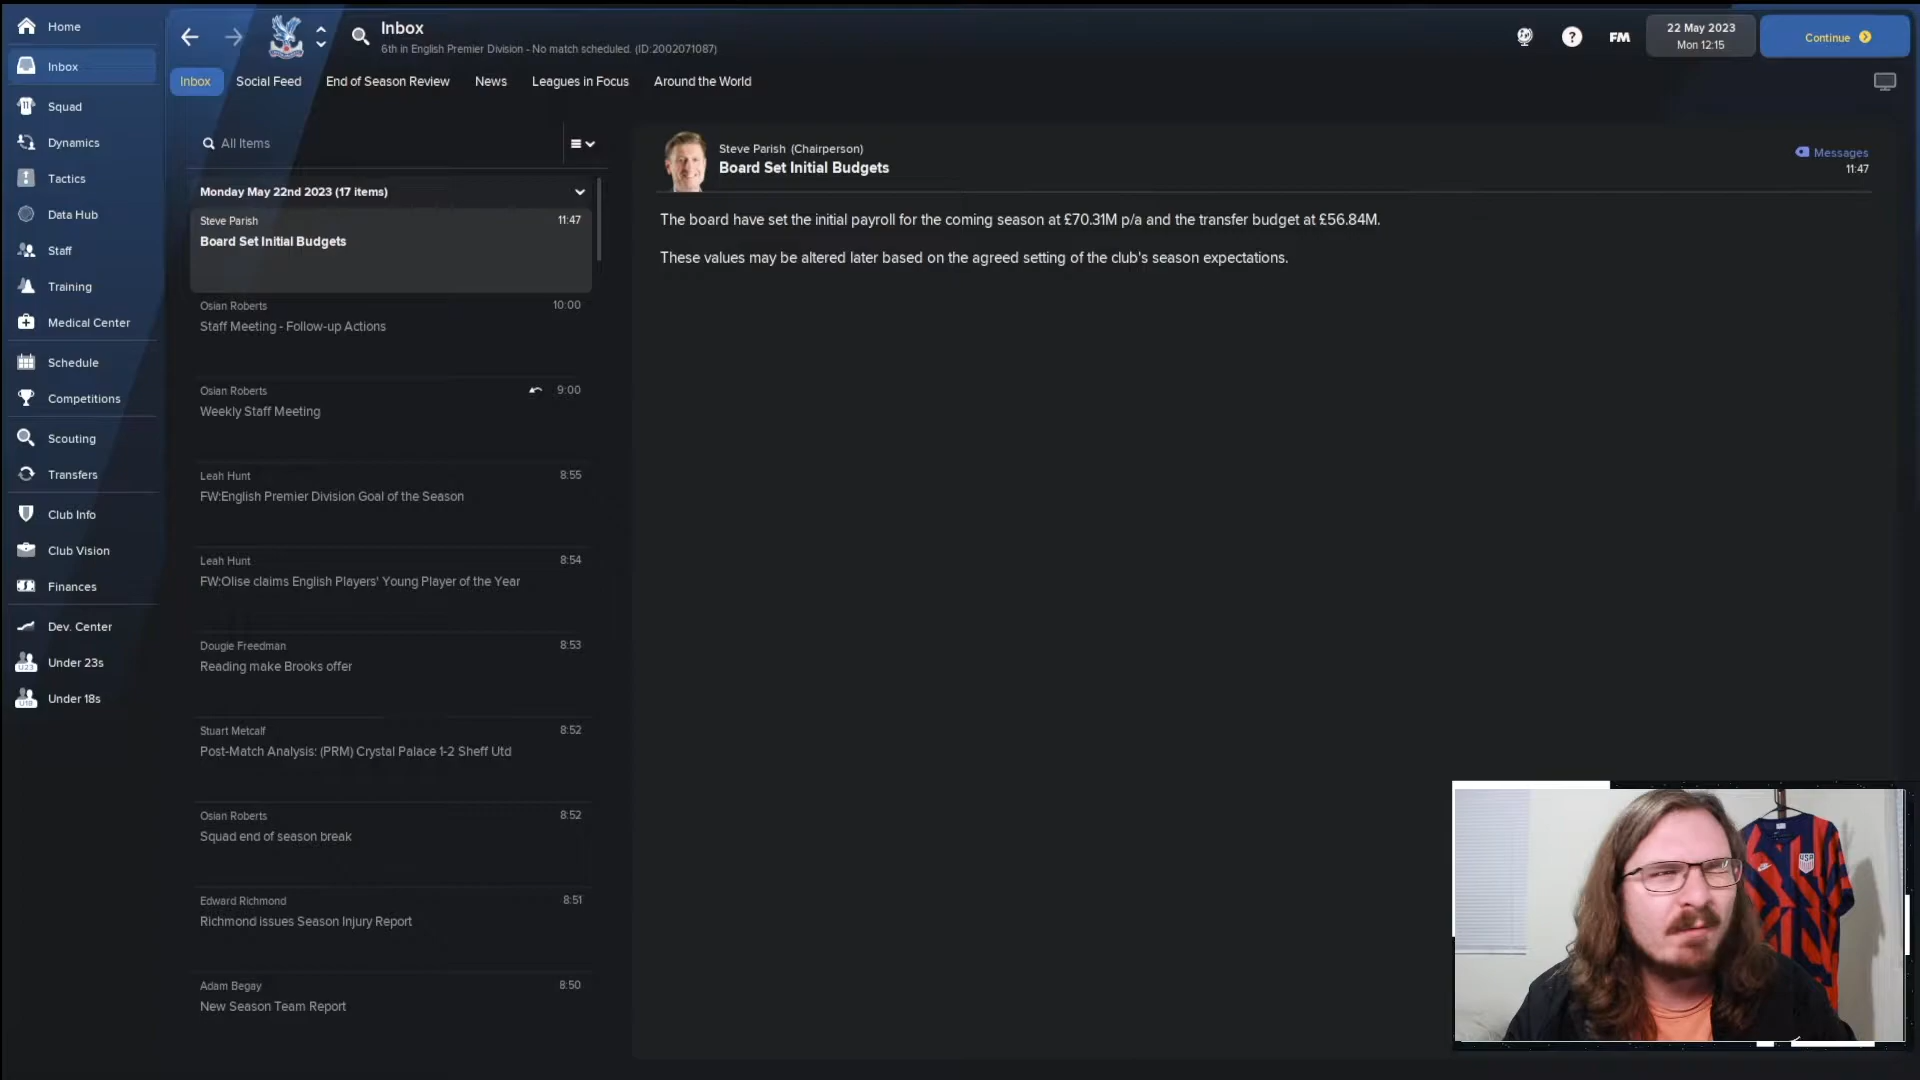 Home
Inbox
Squad
Dynamics
Tactics
Data Hub
Staff
Training
Medical Center
Schedule
Competitions
Scouting
Transfers
Club Info
Club Vision
Finances
Dev. Center
U23
Under 23s
U18
Under 18s
Inbox
6th in English Premier Division - No match scheduled. (ID:2002071087)
?
FM
22 May 2023
Mon 12:15
Continue
Inbox
Social Feed
End of Season Review
News
Leagues in Focus
Around the World
All Items
Monday May 22nd 2023 (17 items)
Steve Parish
11:47
Board Set Initial Budgets
Osian Roberts
10:00
Staff Meeting - Follow-up Actions
Osian Roberts
9:00
Weekly Staff Meeting
Leah Hunt
8:55
FW:English Premier Division Goal of the Season
Leah Hunt
8:54
FW:Olise claims English Players' Young Player of the Year
Dougie Freedman
8:53
Reading make Brooks offer
Stuart Metcalf
8:52
Post-Match Analysis: (PRM) Crystal Palace 1-2 Sheff Utd
Osian Roberts
8:52
Squad end of season break
Edward Richmond
8:51
Richmond issues Season Injury Report
Adam Begay
8:50
New Season Team Report
Steve Parish (Chairperson)
Board Set Initial Budgets
Messages
11:47
The board have set the initial payroll for the coming season at £70.31M p/a and the transfer budget at £56.84M.
These values may be altered later based on the agreed setting of the club's season expectations.
USA